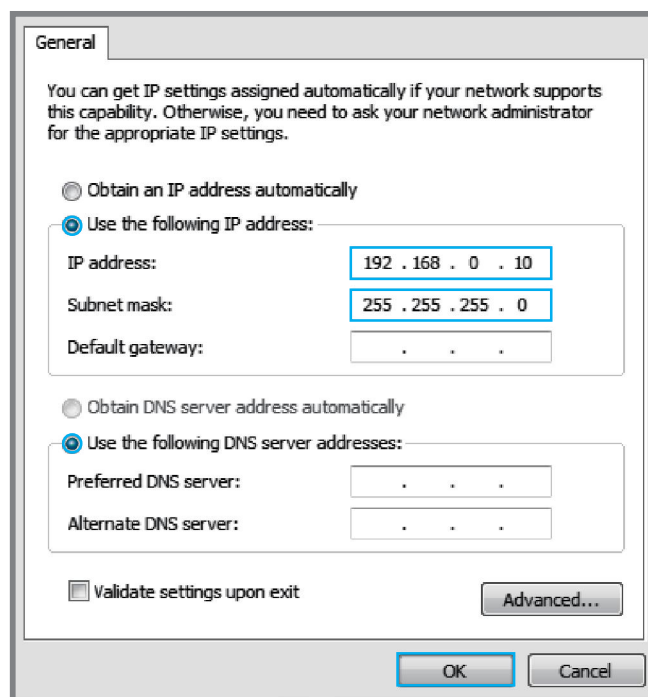 General
You can get IP settings assigned automatically if your network supports
this capability. Otherwise, you need to ask your network administrator
for the appropriate IP settings.
Obtain an IP address automatically
Use the following IP address:
IP address: 192 . 168 . 0 . 10
Subnet mask: 255 . 255 . 255 . 0
Default gateway: . . .
Obtain DNS server address automatically
Use the following DNS server addresses:
Preferred DNS server: . . .
Alternate DNS server: . . .
Validate settings upon exit
Advanced...
OK Cancel